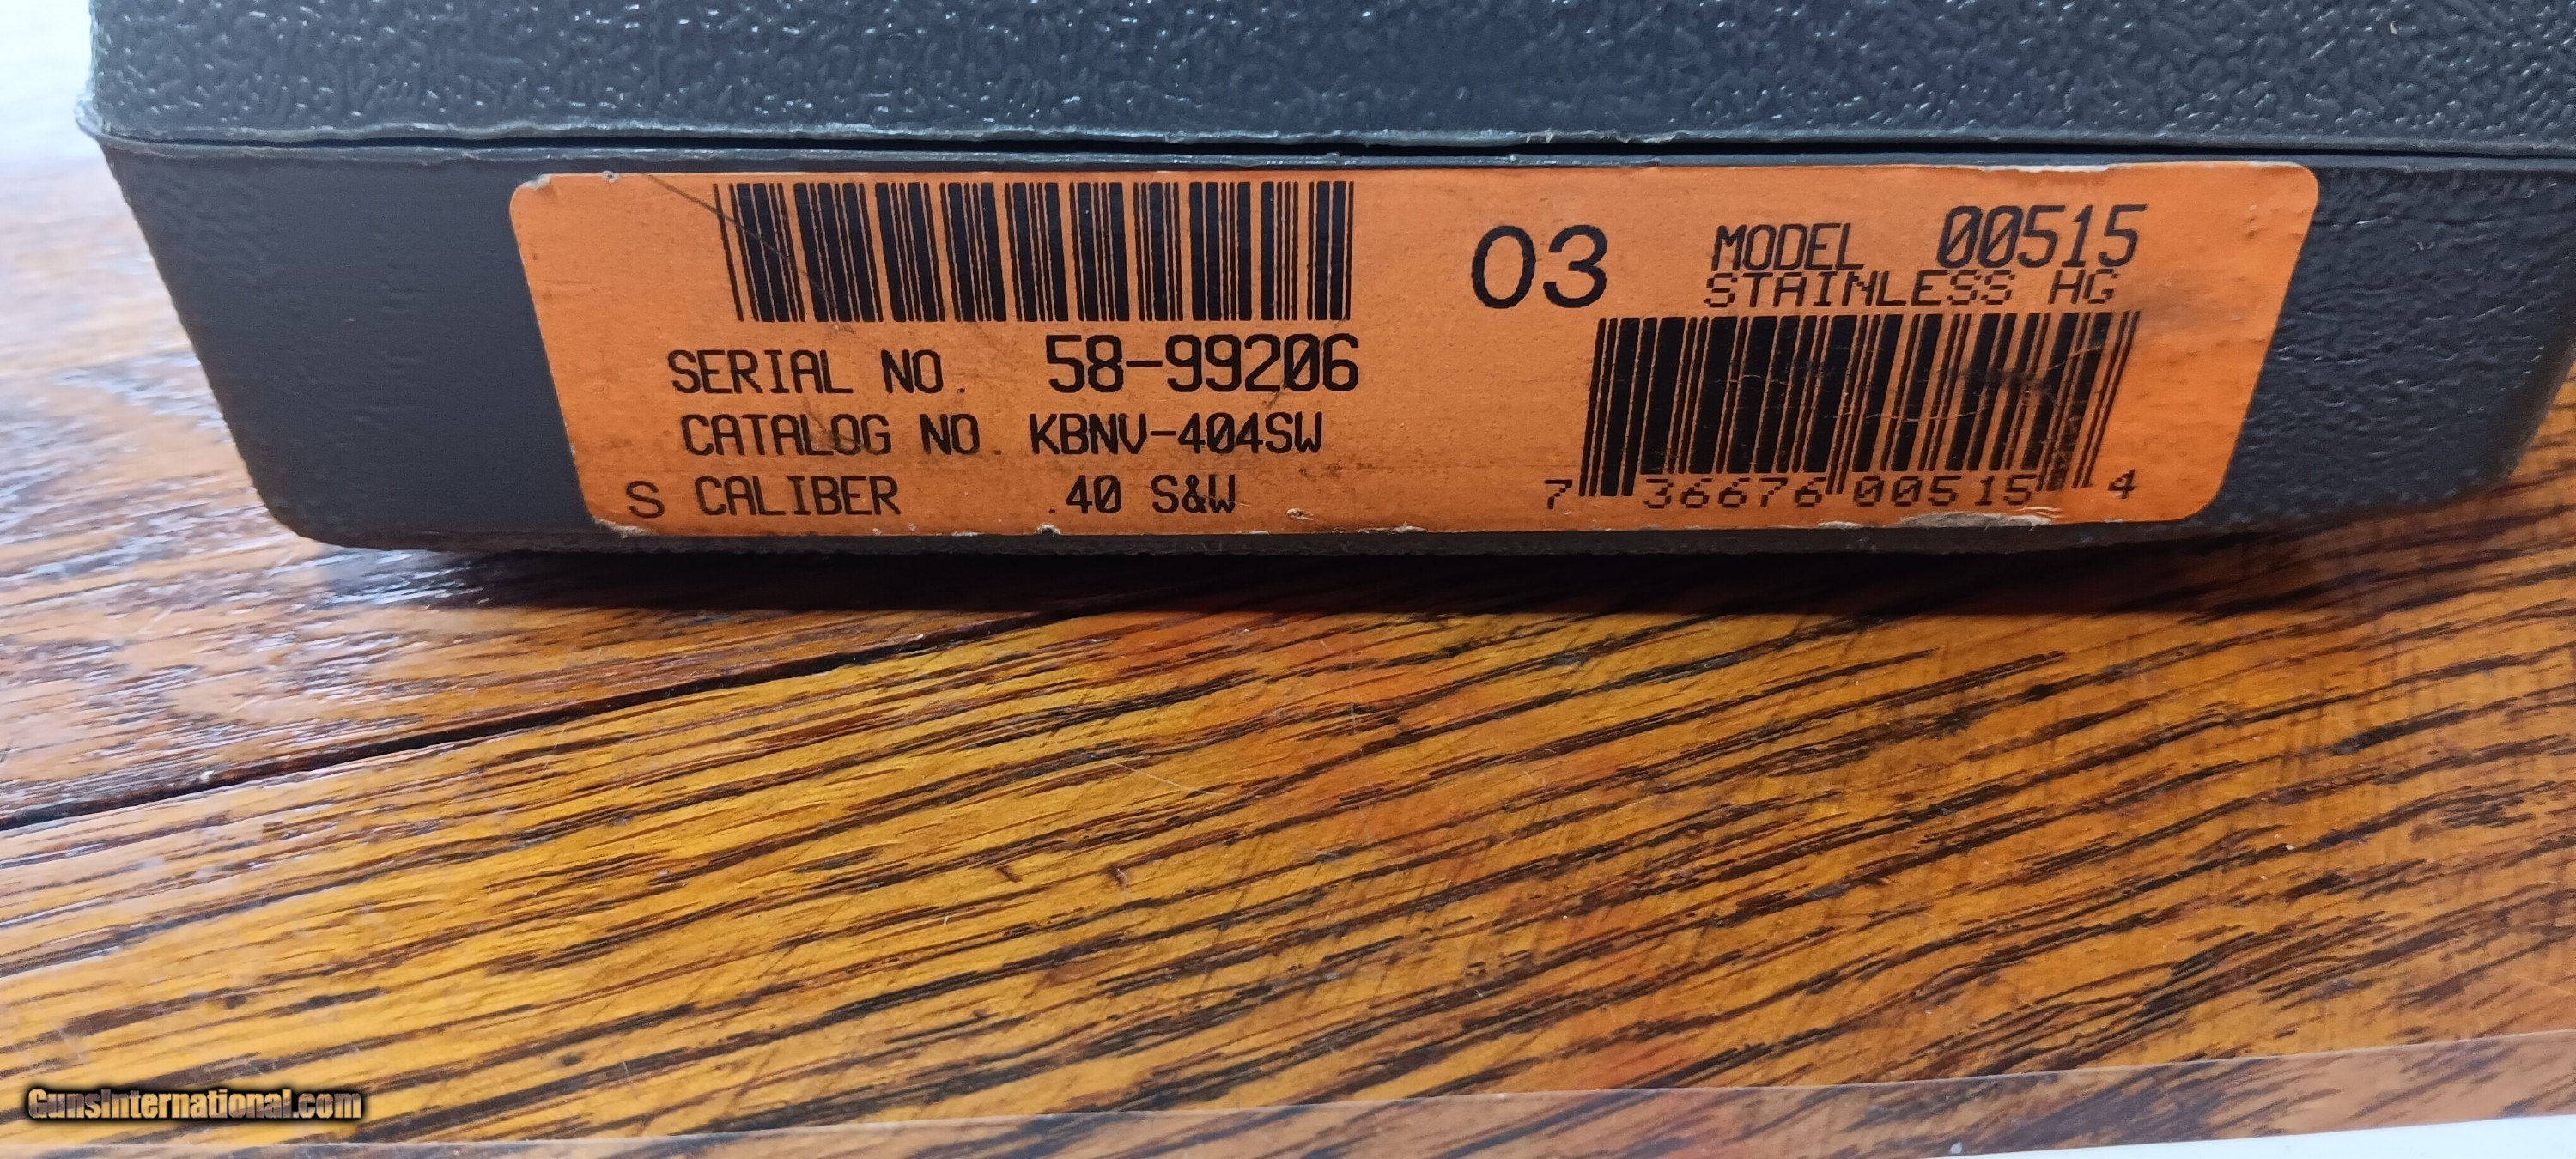 03 MODEL 00515
STAINLESS HG
SERIAL NO. 58-99206
CATALOG NO. KBNV-404SW
S CALIBER .40 S&W
7 36676 00515 4
GunsInternational.com